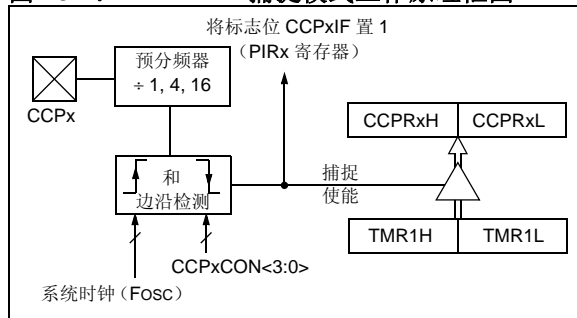 将标志位 CCPxIF 置 1
（PIRx 寄存器）
预分频器
÷ 1, 4, 16
CCPx
CCPRxH
CCPRxL
和
边沿检测
捕捉
使能
TMR1H
TMR1L
CCPxCON<3:0>
系统时钟（FOSC）